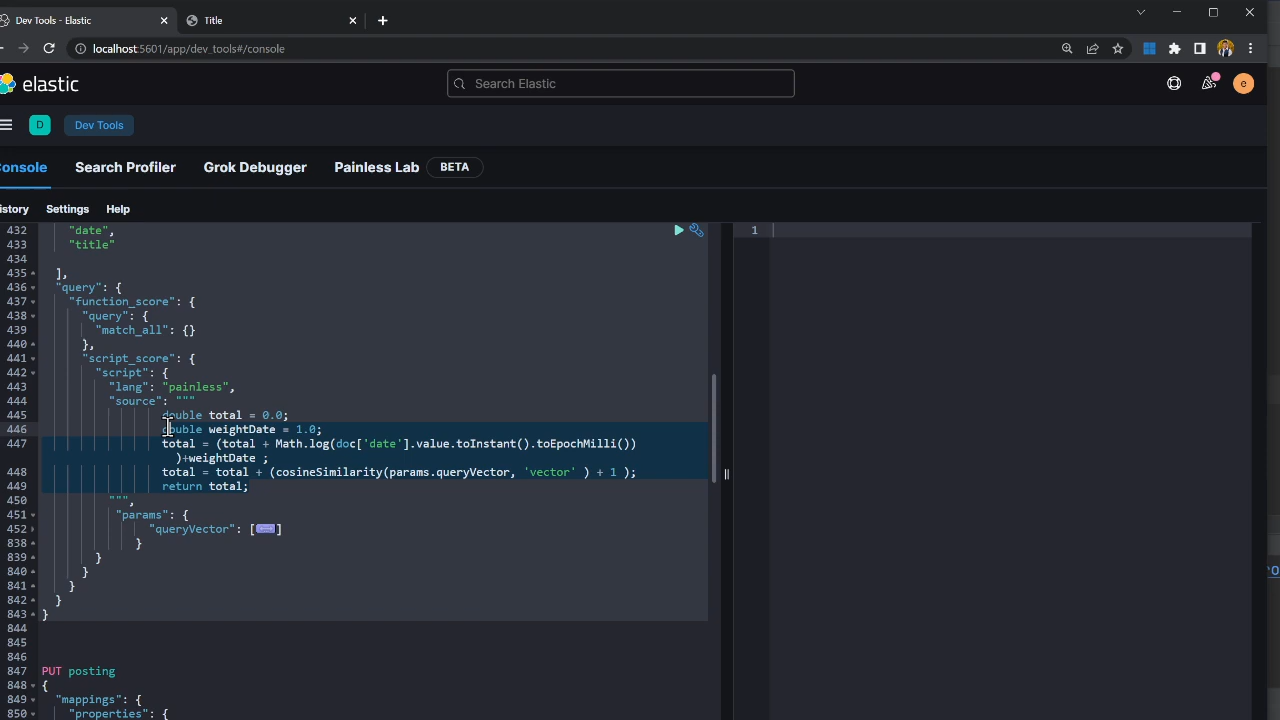 Dev Tools - Elastic
Title
localhost:5601/app/dev_tools#/console
elastic
Search Elastic
e
D
Dev Tools
Console
Search Profiler
Grok Debugger
Painless Lab
BETA
istory
Settings
Help
432 "date",
433 "title"
434
435 ],
436 "query": {
437 "function_score": {
438 "query": {
439 "match_all": {}
440 },
441 "script_score": {
442 "script": {
443 "lang": "painless",
444 "source": """
445 double total = 0.0;
446 double weightDate = 1.0;
447 total = (total + Math.log(doc['date'].value.toInstant().toEpochMilli())
)+weightDate ;
448 total = total + (cosineSimilarity(params.queryVector, 'vector' ) + 1 );
449 return total;
450 """,
451 "params": {
452 "queryVector": []
838 }
839 }
840 }
841 }
842 }
843 }
844
845
846
847 PUT posting
848 {
849 "mappings": {
850 "properties": {
1